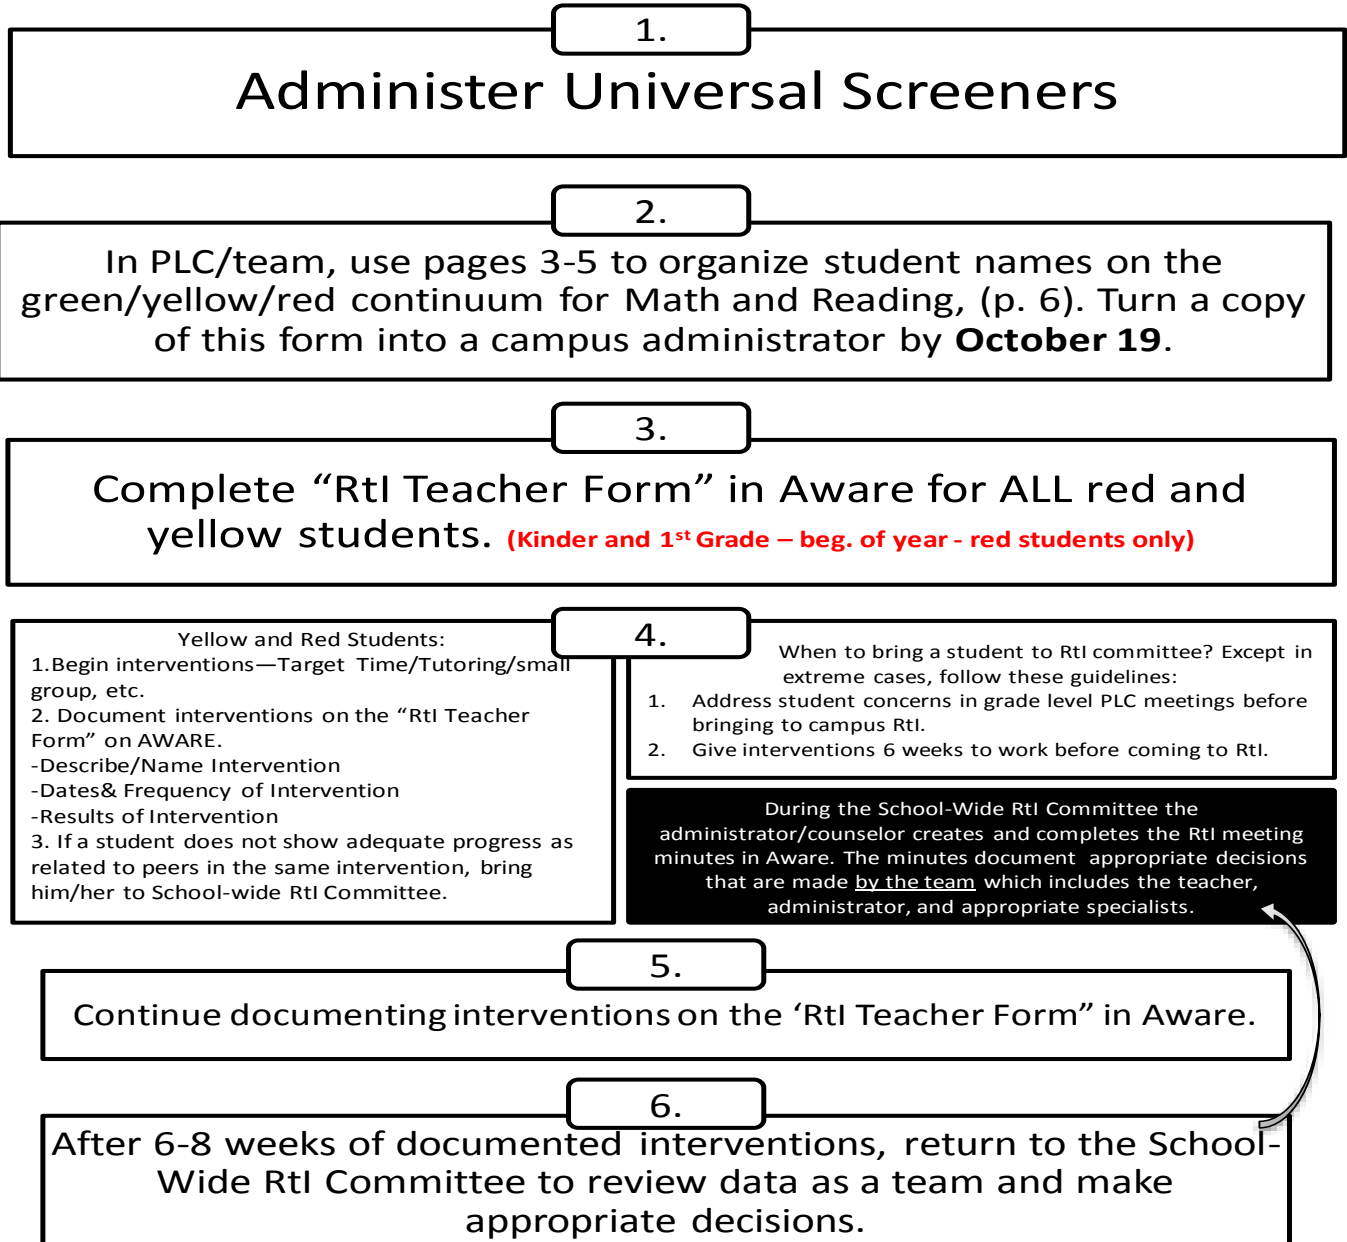 1.
Administer Universal Screeners
2.
In PLC/team, use pages 3-5 to organize student names on the
green/yellow/red continuum for Math and Reading, (p. 6). Turn a copy
of this form into a campus administrator by October 19.
3.
Complete “RtI Teacher Form” in Aware for ALL red and
yellow students. (Kinder and 1st Grade – beg. of year - red students only)
4.
Yellow and Red Students:
1.Begin interventions—Target Time/Tutoring/small
group, etc.
2. Document interventions on the “RtI Teacher
Form” on AWARE.
-Describe/Name Intervention
-Dates& Frequency of Intervention
-Results of Intervention
3. If a student does not show adequate progress as
related to peers in the same intervention, bring
him/her to School-wide RtI Committee.
When to bring a student to RtI committee? Except in
extreme cases, follow these guidelines:
1. Address student concerns in grade level PLC meetings before
bringing to campus RtI.
2. Give interventions 6 weeks to work before coming to RtI.
During the School-Wide RtI Committee the
administrator/counselor creates and completes the RtI meeting
minutes in Aware. The minutes document appropriate decisions
that are made by the team which includes the teacher,
administrator, and appropriate specialists.
5.
Continue documenting interventions on the ‘RtI Teacher Form” in Aware.
6.
After 6-8 weeks of documented interventions, return to the School-
Wide RtI Committee to review data as a team and make
appropriate decisions.